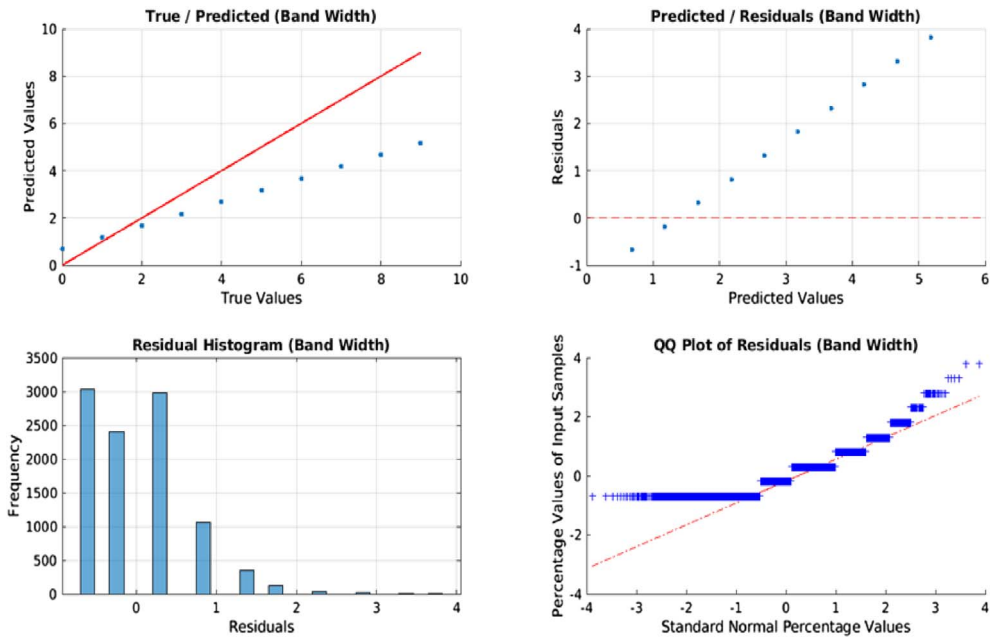 True / Predicted (Band Width)
10
8
6
4
2
0
Predicted Values
0 2 4 6 8 10
True Values
Predicted / Residuals (Band Width)
4
3
2
1
0
-1
Residuals
0 1 2 3 4 5 6
Predicted Values
Residual Histogram (Band Width)
3500
3000
2500
2000
1500
1000
500
0
Frequency
0 1 2 3 4
Residuals
QQ Plot of Residuals (Band Width)
4
2
0
-2
-4
Percentage Values of Input Samples
-4 -3 -2 -1 0 1 2 3 4
Standard Normal Percentage Values